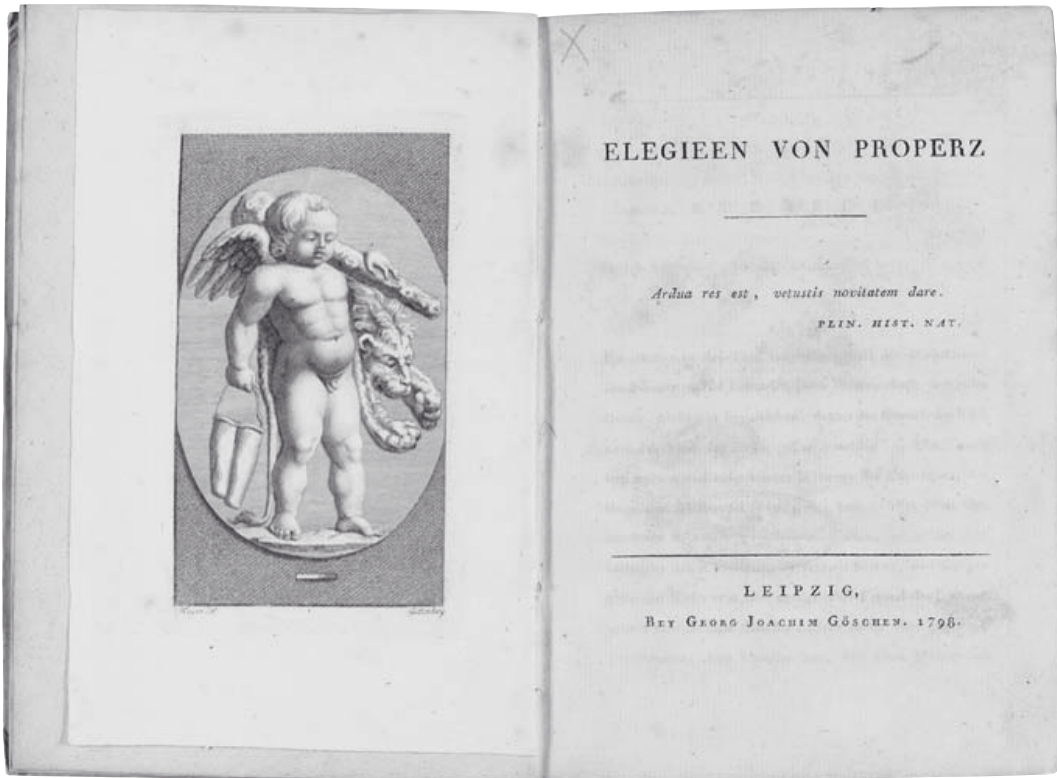 ELEGIEEN VON PROPERZ
Ardua res est, vetustis novitatem dare.
PLIN. HIST. NAT.
LEIPZIG,
BEY GEORG JOACHIM GÖSCHEN. 1798.